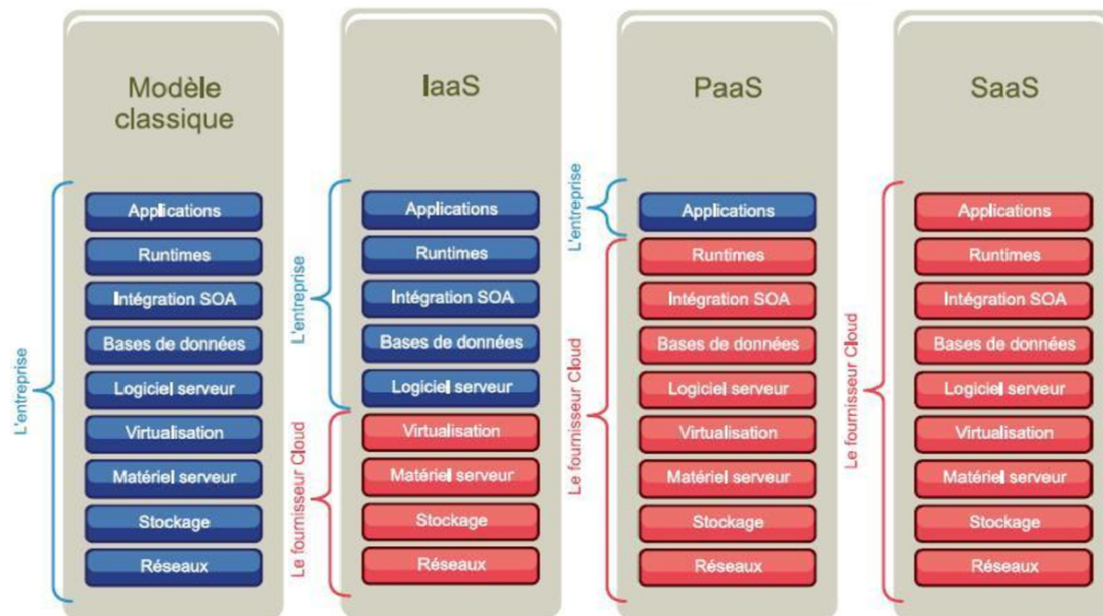 Modèle
classique
L'entreprise
Applications
Runtimes
Intégration SOA
Bases de données
Logiciel serveur
Virtualisation
Matériel serveur
Stockage
Réseaux
IaaS
L'entreprise
Le fournisseur Cloud
Applications
Runtimes
Intégration SOA
Bases de données
Logiciel serveur
Virtualisation
Matériel serveur
Stockage
Réseaux
PaaS
L'entreprise
Le fournisseur Cloud
Applications
Runtimes
Intégration SOA
Bases de données
Logiciel serveur
Virtualisation
Matériel serveur
Stockage
Réseaux
SaaS
Le fournisseur Cloud
Applications
Runtimes
Intégration SOA
Bases de données
Logiciel serveur
Virtualisation
Matériel serveur
Stockage
Réseaux